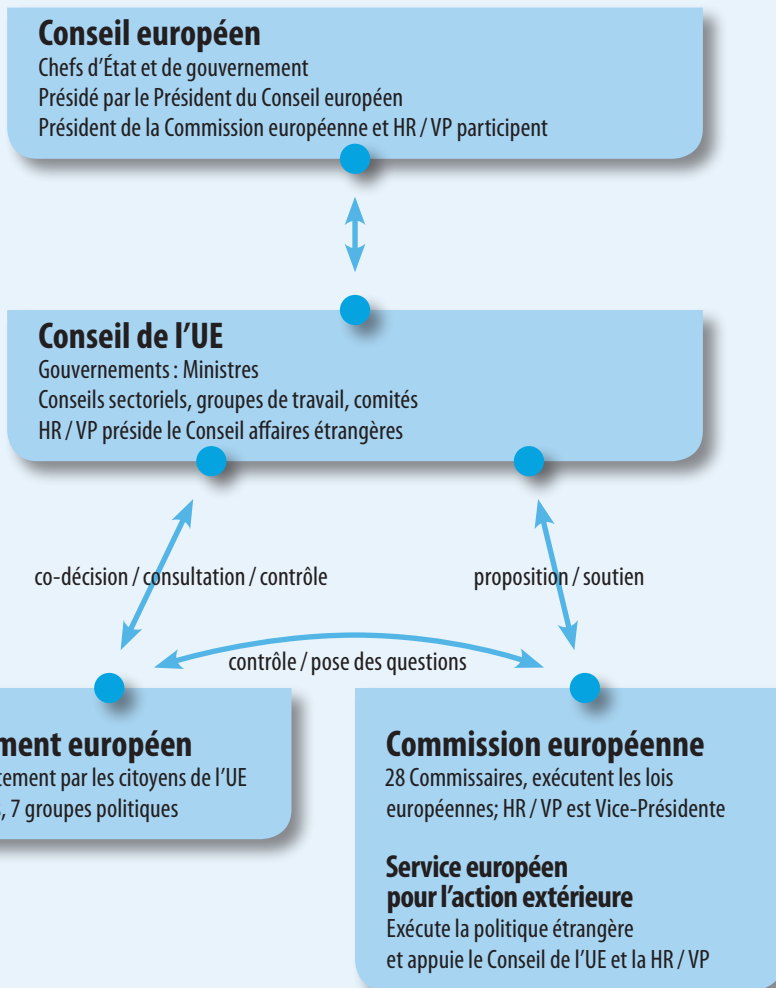 Conseil européen
Chefs d’État et de gouvernement
Présidé par le Président du Conseil européen
Président de la Commission européenne et HR / VP participent
Conseil de l’UE
Gouvernements : Ministres
Conseils sectoriels, groupes de travail, comités
HR / VP préside le Conseil affaires étrangères
co-décision / consultation / contrôle
proposition / soutien
contrôle / pose des questions
ment européen
tement par les citoyens de l’UE
, 7 groupes politiques
Commission européenne
28 Commissaires, exécutent les lois
européennes; HR / VP est Vice-Présidente
Service européen
pour l’action extérieure
Exécute la politique étrangère
et appuie le Conseil de l’UE et la HR / VP